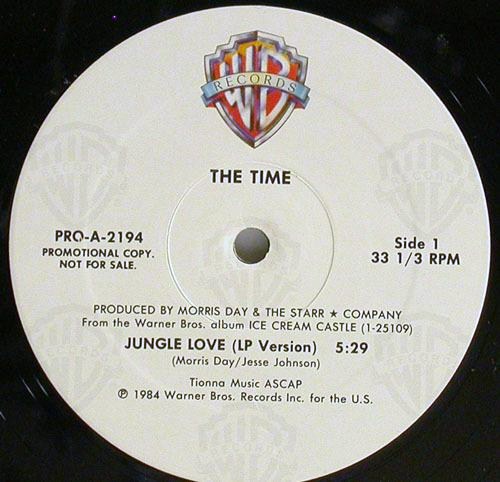 RECORDS
THE TIME
PRO-A-2194
PROMOTIONAL COPY.
NOT FOR SALE.
Side 1
33 1/3 RPM
PRODUCED BY MORRIS DAY & THE STARR ★ COMPANY
From the Warner Bros. album ICE CREAM CASTLE (1-25109)
JUNGLE LOVE (LP Version) 5:29
(Morris Day/Jesse Johnson)
Tionna Music ASCAP
℗ 1984 Warner Bros. Records Inc. for the U.S.